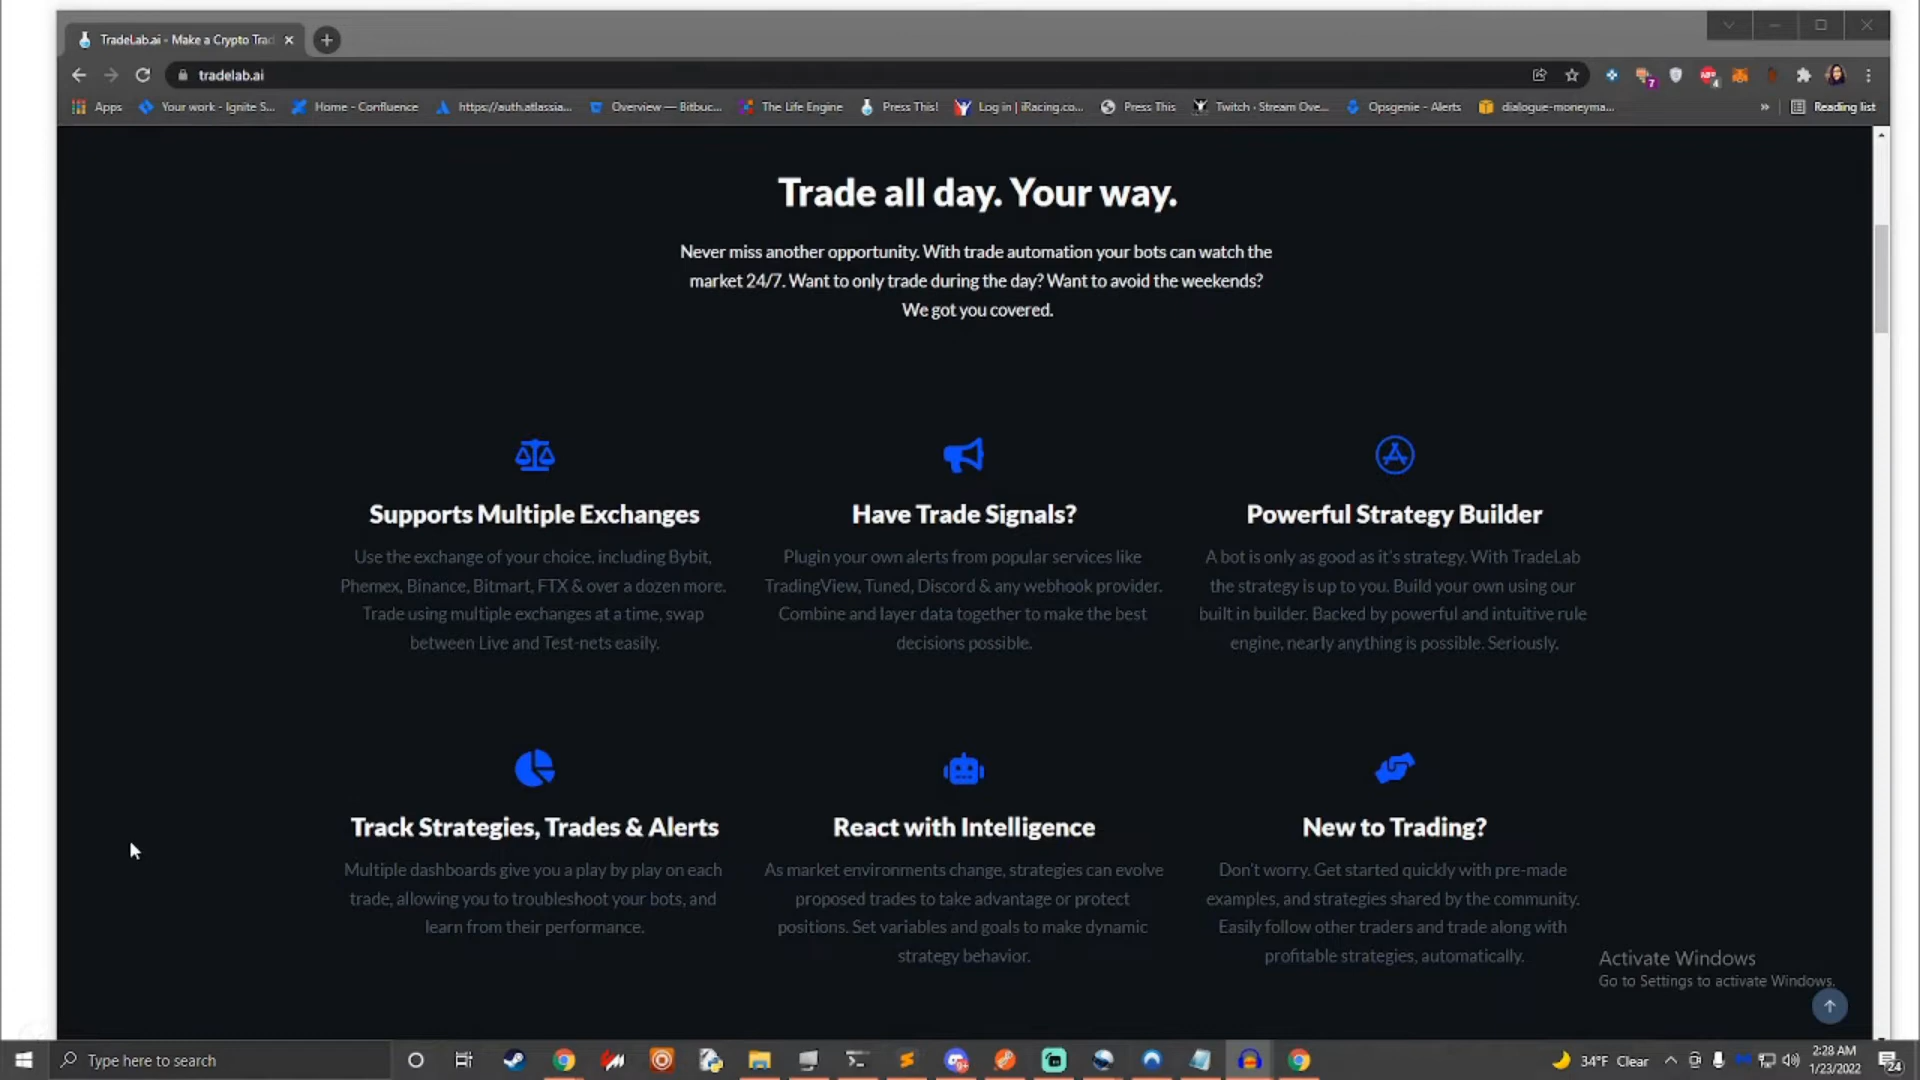 TradeLab.ai - Make a Crypto Trad
tradelab.ai
7
ABP
4
Apps
Your work - Ignite S...
Home - Confluence
https://auth.atlassia...
Overview — Bitbuc...
The Life Engine
Press This!
Log in | iRacing.co...
Press This
Twitch · Stream Ove...
Opsgenie - Alerts
dialogue-moneyma...
»
Reading list
Trade all day. Your way.
Never miss another opportunity. With trade automation your bots can watch the
market 24/7. Want to only trade during the day? Want to avoid the weekends?
We got you covered.
Supports Multiple Exchanges
Use the exchange of your choice, including Bybit,
Phemex, Binance, Bitmart, FTX & over a dozen more.
Trade using multiple exchanges at a time, swap
between Live and Test-nets easily.
Have Trade Signals?
Plugin your own alerts from popular services like
TradingView, Tuned, Discord & any webhook provider.
Combine and layer data together to make the best
decisions possible.
Powerful Strategy Builder
A bot is only as good as it's strategy. With TradeLab
the strategy is up to you. Build your own using our
built in builder. Backed by powerful and intuitive rule
engine, nearly anything is possible. Seriously.
Track Strategies, Trades & Alerts
Multiple dashboards give you a play by play on each
trade, allowing you to troubleshoot your bots, and
learn from their performance.
React with Intelligence
As market environments change, strategies can evolve
proposed trades to take advantage or protect
positions. Set variables and goals to make dynamic
strategy behavior.
New to Trading?
Don't worry. Get started quickly with pre-made
examples, and strategies shared by the community.
Easily follow other traders and trade along with
profitable strategies, automatically.
Activate Windows
Go to Settings to activate Windows.
Type here to search
34°F Clear
2:28 AM
1/23/2022
24